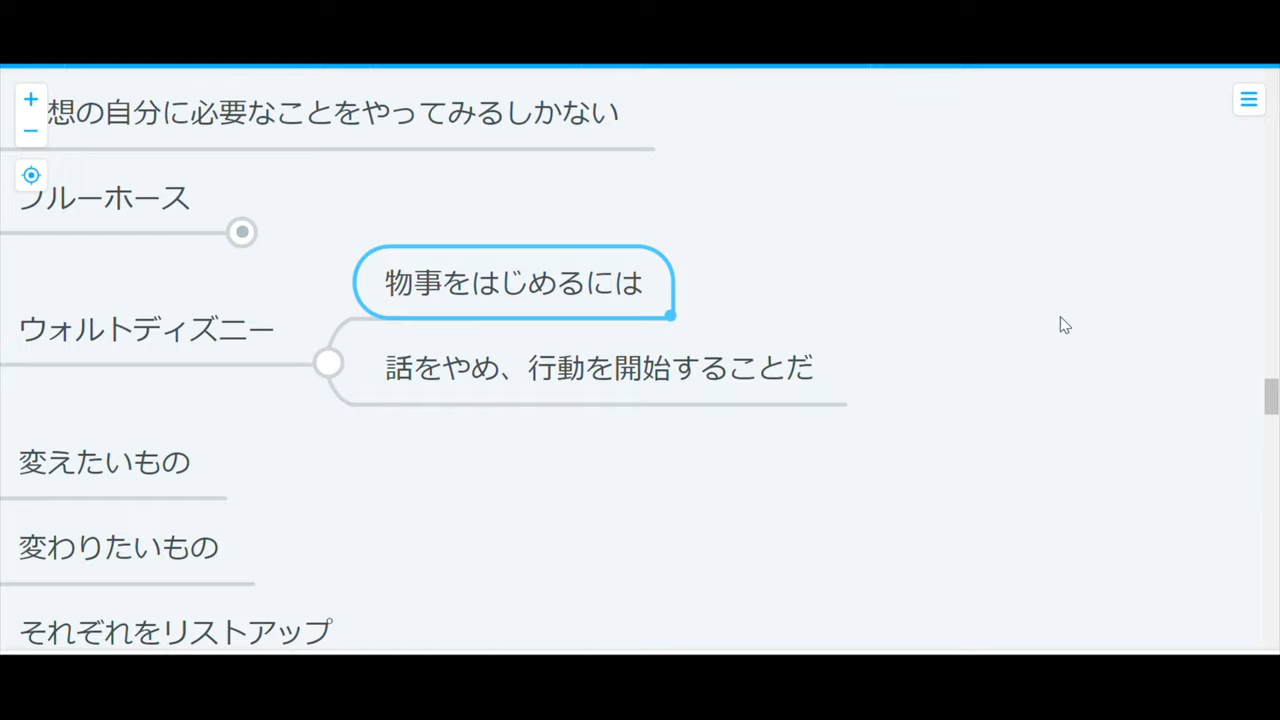 想の自分に必要なことをやってみるしかない
ブルーホース
物事をはじめるには
ウォルトディズニー
話をやめ、行動を開始することだ
変えたいもの
変わりたいもの
それぞれをリストアップ